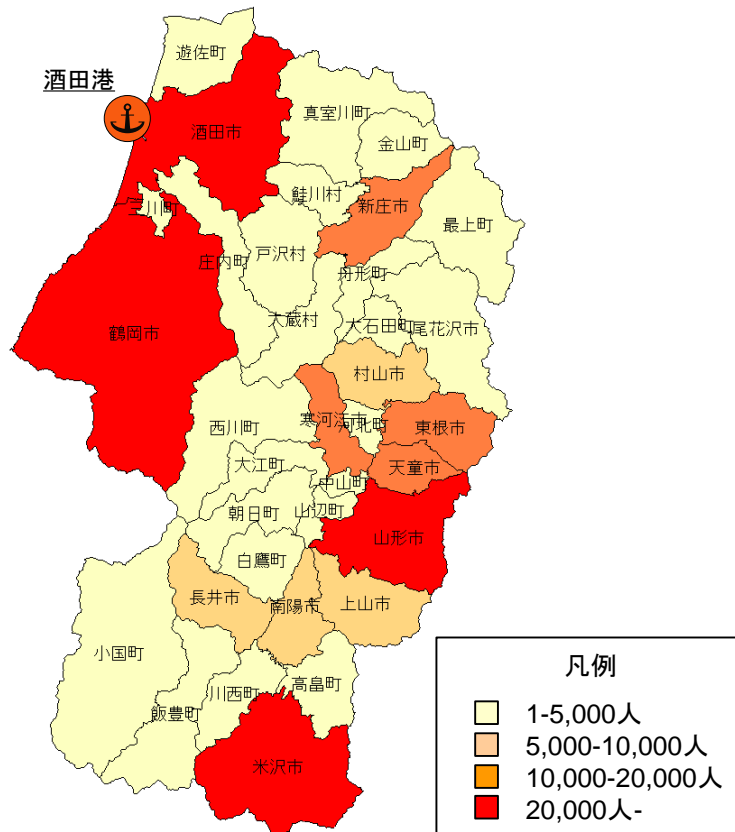 遊佐町
酒田港
真室川町
酒田市
金山町
鮭川村
新庄市
三川町
最上町
戸沢村
庄内町
舟形町
大蔵村
大石田町
尾花沢市
鶴岡市
村山市
寒河江市
河北町
東根市
西川町
大江町
天童市
中山町
山辺町
朝日町
山形市
白鷹町
長井市
南陽市
上山市
小国町
高畠町
川西町
飯豊町
米沢市
凡例
1-5,000人
5,000-10,000人
10,000-20,000人
20,000人-